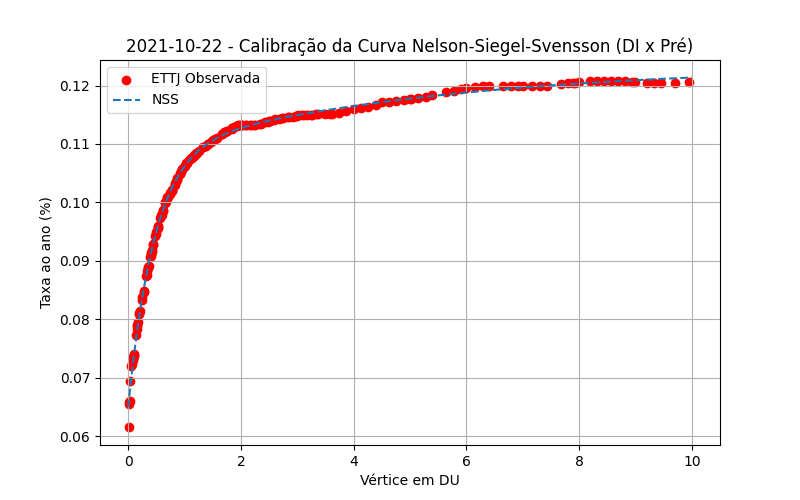 2021-10-22 - Calibração da Curva Nelson-Siegel-Svensson (DI x Pré)
ETTJ Observada
NSS
Taxa ao ano (%)
0.12
0.11
0.10
0.09
0.08
0.07
0.06
0 2 4 6 8 10
Vértice em DU